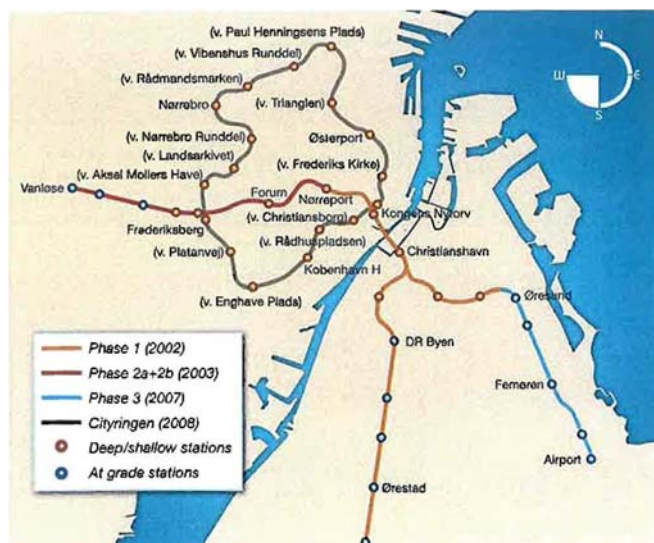 (v. Paul Henningsens Plads)
(v. Vibenshus Runddel)
(v. Rådmandsmarken)
Nørrebro
(v. Trianglen)
(v. Nørrebro Runddel)
Østerport
(v. Landsarkivet)
(v. Aksel Mollers Have)
(v. Frederiks Kirke)
Vanløse
Forum
Nørreport
Frederiksberg
(v. Christiansborg)
Kongens Nytorv
(v. Rådhuspladsen)
Christianshavn
(v. Platanvej)
Kobenhavn H
(v. Enghave Plads)
Øresund
DR Byen
Femøren
Airport
Ørestad
N
E
S
W
Phase 1 (2002)
Phase 2a+2b (2003)
Phase 3 (2007)
Cityringen (2008)
Deep/shallow stations
At grade stations